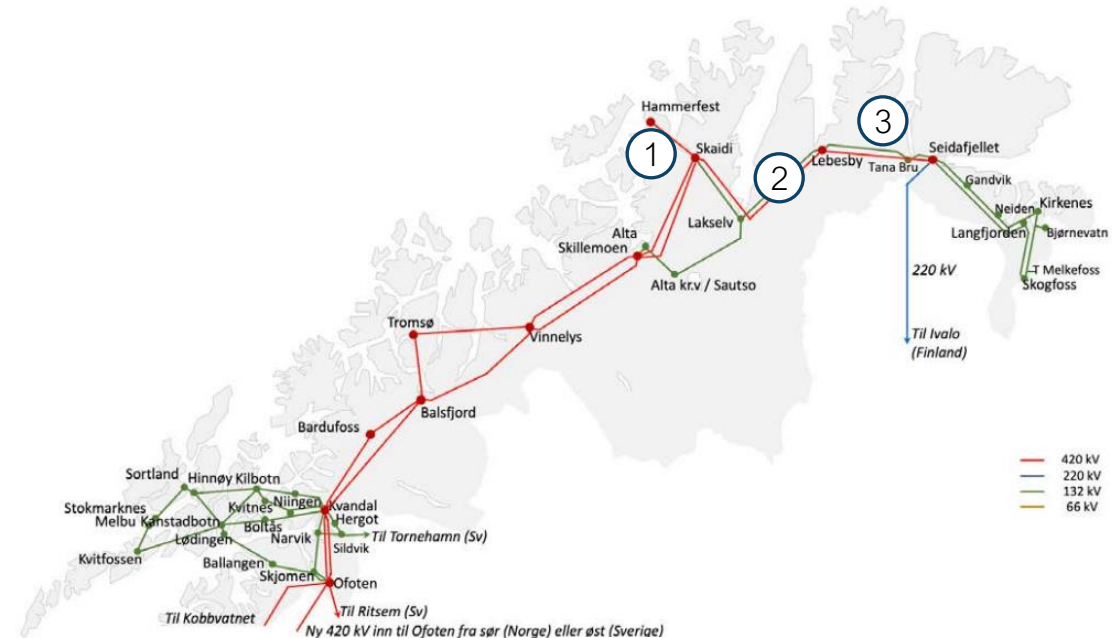 Hammerfest
1
Skaidi
3
Lebesby
Tana Bru
Seidafjellet
2
Gandvik
Lakselv
Neiden
Kirkenes
Langfjorden
Bjørnevatn
Alta
Skillemoen
Alta kr.v / Sautso
T Melkefoss
Skogfoss
220 kV
Tromsø
Vinnelys
Til Ivalo
(Finland)
Balsfjord
Bardufoss
420 kV
220 kV
132 kV
66 kV
Sortland
Hinnøy
Kilbotn
Stokmarknes
Kvitnes
Niingen
Kvandal
Melbu
Kanstadbotn
Boltås
Hergot
Lødingen
Narvik
Sildvik
Til Tornehamn (Sv)
Kvitfossen
Ballangen
Skjomen
Ofoten
Til Kobbvatnet
Til Ritsem (Sv)
Ny 420 kV inn til Ofoten fra sør (Norge) eller øst (Sverige)